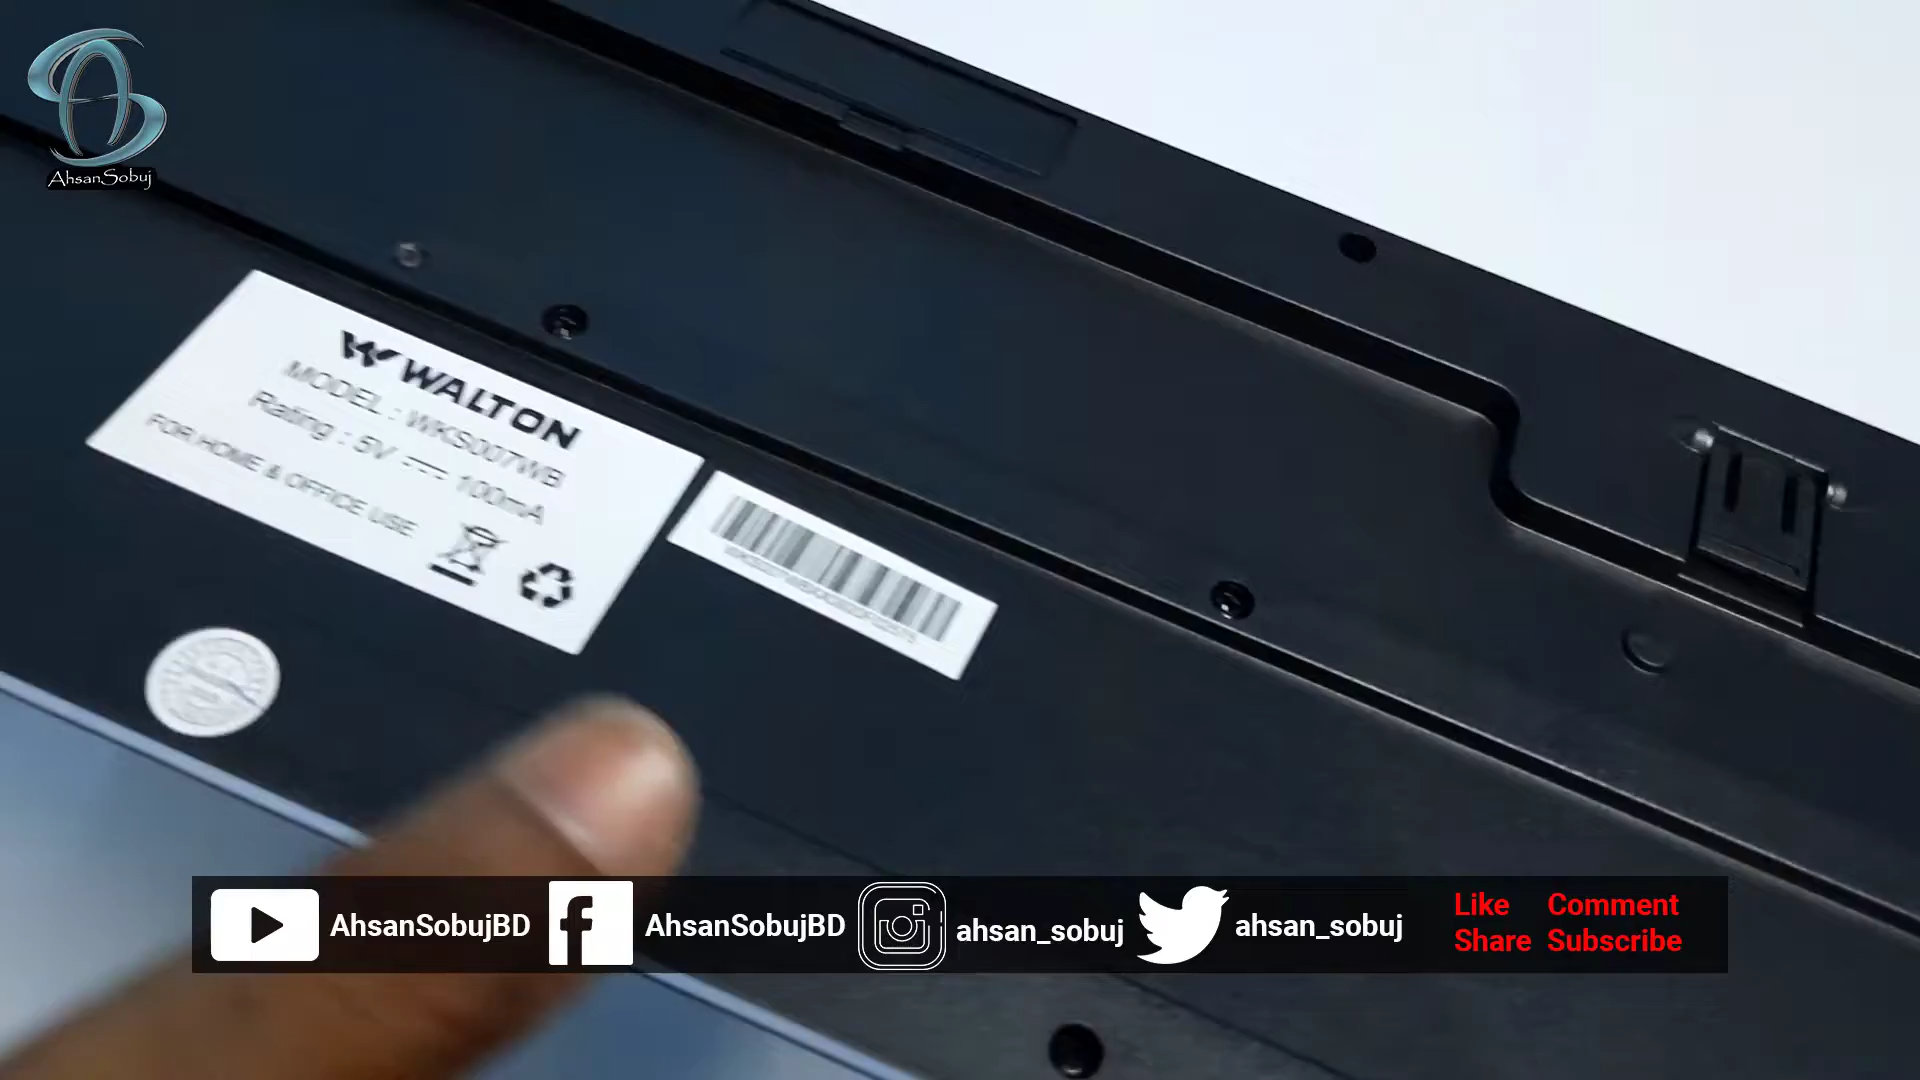 AhsanSobuj
WALTON
MODEL : WKS007WB
Rating : 5V 100mA
FOR HOME & OFFICE USE
AhsanSobujBD
AhsanSobujBD
ahsan_sobuj
ahsan_sobuj
Like Comment
Share Subscribe